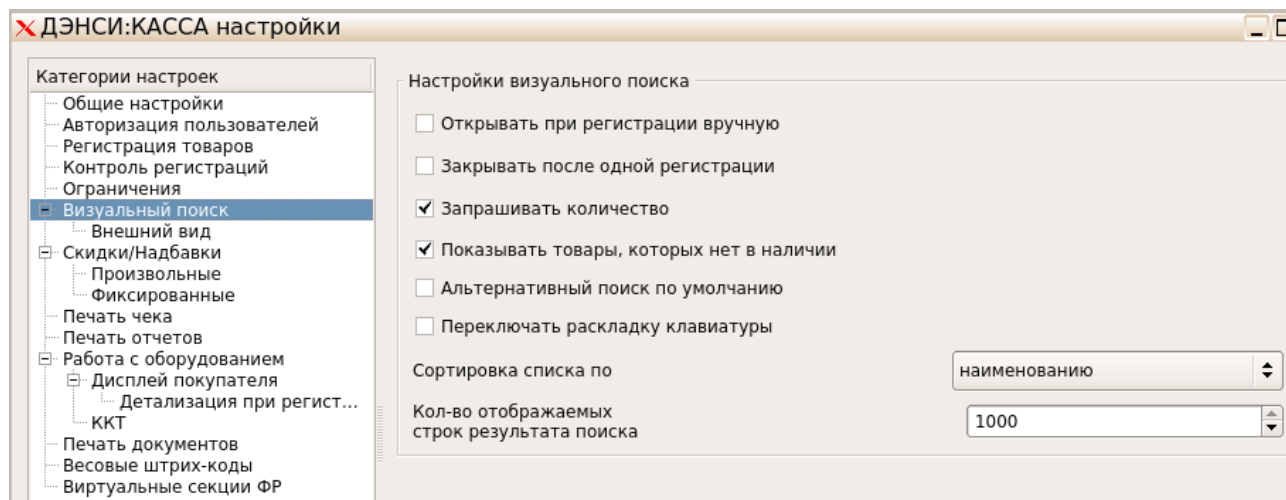 ДЭНСИ:КАССА настройки
Категории настроек
Общие настройки
Авторизация пользователей
Регистрация товаров
Контроль регистраций
Ограничения
Визуальный поиск
Внешний вид
Скидки/Надбавки
Произвольные
Фиксированные
Печать чека
Печать отчетов
Работа с оборудованием
Дисплей покупателя
Детализация при регист...
ККТ
Печать документов
Весовые штрих-коды
Виртуальные секции ФР
Настройки визуального поиска
Открывать при регистрации вручную
Закрывать после одной регистрации
Запрашивать количество
Показывать товары, которых нет в наличии
Альтернативный поиск по умолчанию
Переключать раскладку клавиатуры
Сортировка списка по наименованию
Кол-во отображаемых
строк результата поиска 1000